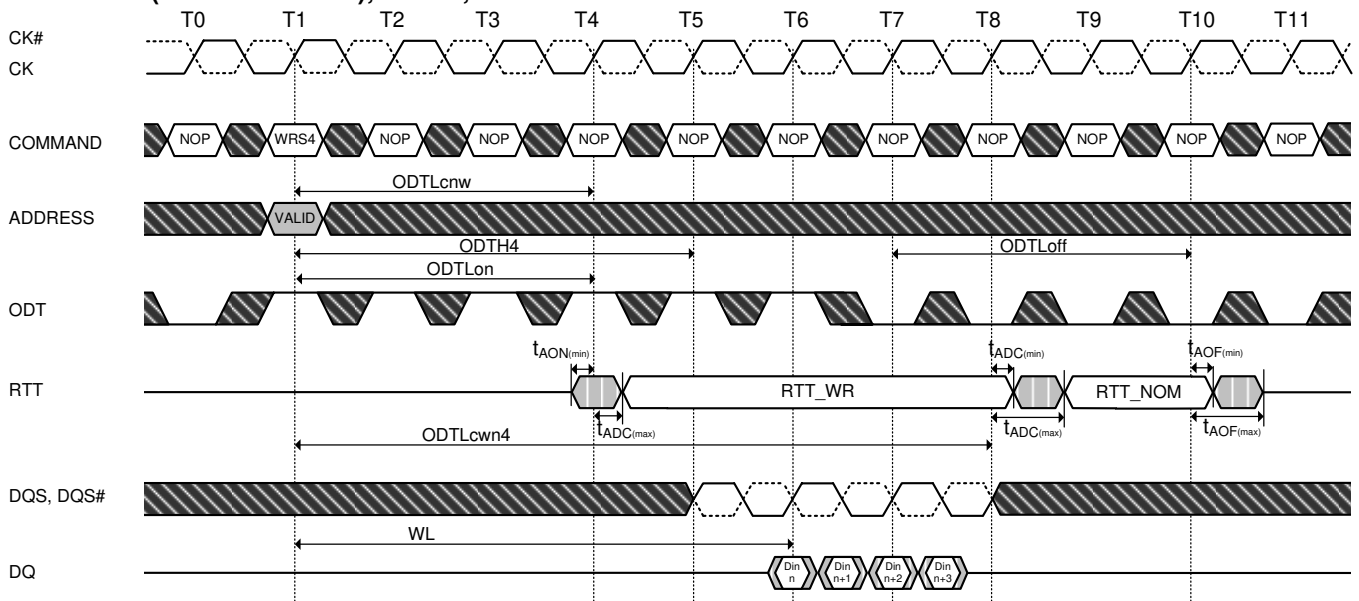 T0 T1 T2 T3 T4 T5 T6 T7 T8 T9 T10 T11
CK#
CK
COMMAND NOP WRS4 NOP NOP NOP NOP NOP NOP NOP NOP NOP NOP
ODTLcnw
ADDRESS VALID
ODTH4 ODTLoff
ODTLon
ODT
tAON(min) tADC(min) tAOF(min)
RTT RTT_WR RTT_NOM
tADC(max) tADC(max) tAOF(max)
ODTLcwn4
DQS, DQS#
WL
DQ Din n Din n+1 Din n+2 Din n+3